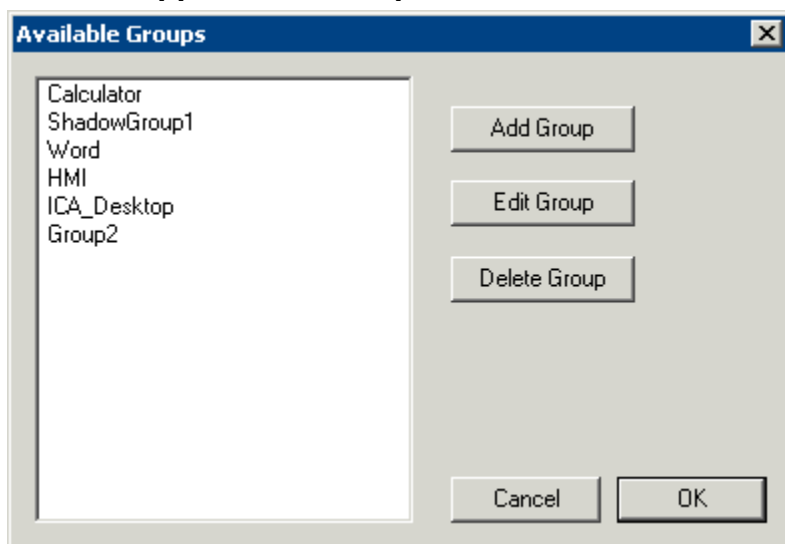 Available Groups
Calculator
ShadowGroup1
Word
HMI
ICA_Desktop
Group2
Add Group
Edit Group
Delete Group
Cancel
OK